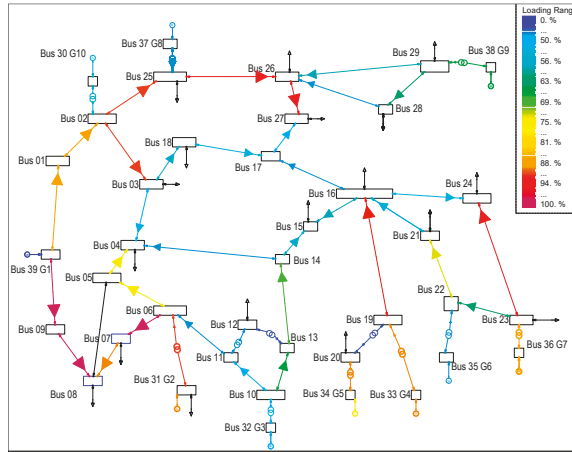 Loading Rang
0. %
...
50. %
...
56. %
...
63. %
...
69. %
...
75. %
...
81. %
...
88. %
...
94. %
...
100. %
Bus 37 G8
Bus 30 G10
Bus 25
Bus 26
Bus 29
Bus 38 G9
Bus 28
Bus 02
Bus 27
Bus 18
Bus 17
Bus 01
Bus 03
Bus 16
Bus 24
Bus 15
Bus 21
Bus 04
Bus 14
Bus 39 G1
Bus 05
Bus 22
Bus 06
Bus 12
Bus 19
Bus 23
Bus 09
Bus 07
Bus 13
Bus 11
Bus 20
Bus 36 G7
Bus 35 G6
Bus 08
Bus 31 G2
Bus 10
Bus 34 G5
Bus 33 G4
Bus 32 G3